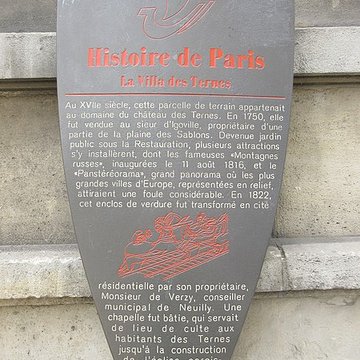 Histoire de Paris
La Villa des Ternes
Au XVIIe siècle, cette parcelle de terrain appartenait
au domaine du château des Ternes. En 1750, elle
fut vendue au sieur d'Igoville, propriétaire d'une
partie de la plaine des Sablons. Devenue jardin
public sous la Restauration, plusieurs attractions
s'y installèrent, dont les fameuses «Montagnes
russes», inaugurées le 11 août 1816, et le
«Panstéréorama», grand panorama où les plus
grandes villes d'Europe, représentées en relief,
attiraient une foule considérable. En 1822,
cet enclos de verdure fut transformé en cité
résidentielle par son propriétaire,
Monsieur de Verzy, conseiller
municipal de Neuilly. Une
chapelle fut bâtie, qui servait
de lieu de culte aux
habitants des Ternes
jusqu'à la construction
de l'église